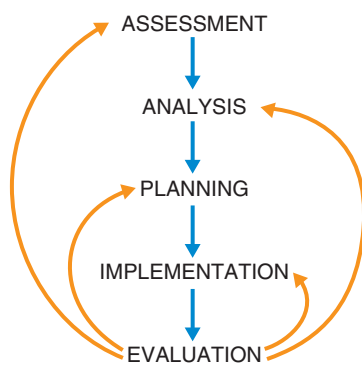 ASSESSMENT
ANALYSIS
PLANNING
IMPLEMENTATION
EVALUATION